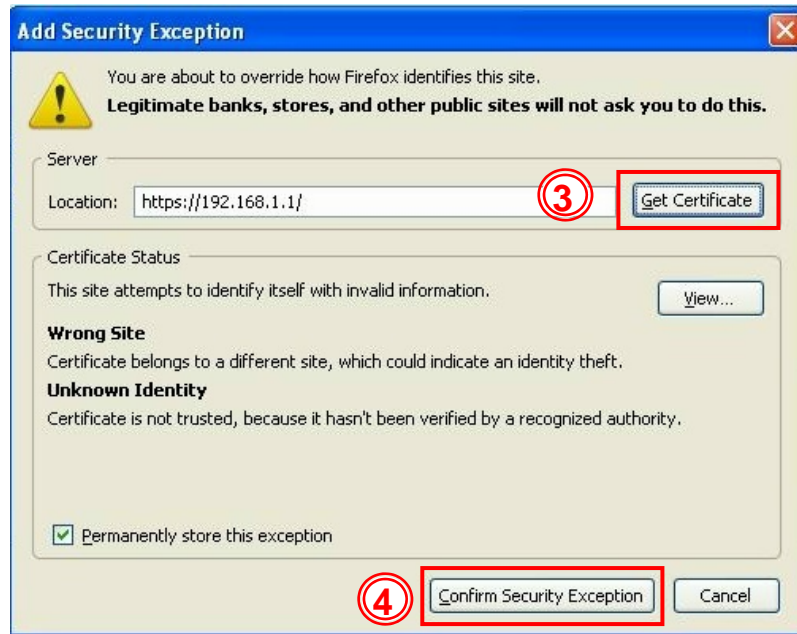 Add Security Exception
You are about to override how Firefox identifies this site.
Legitimate banks, stores, and other public sites will not ask you to do this.
Server
Location: https://192.168.1.1/ 3 Get Certificate
Certificate Status
This site attempts to identify itself with invalid information. View...
Wrong Site
Certificate belongs to a different site, which could indicate an identity theft.
Unknown Identity
Certificate is not trusted, because it hasn't been verified by a recognized authority.
Permanently store this exception
4 Confirm Security Exception Cancel